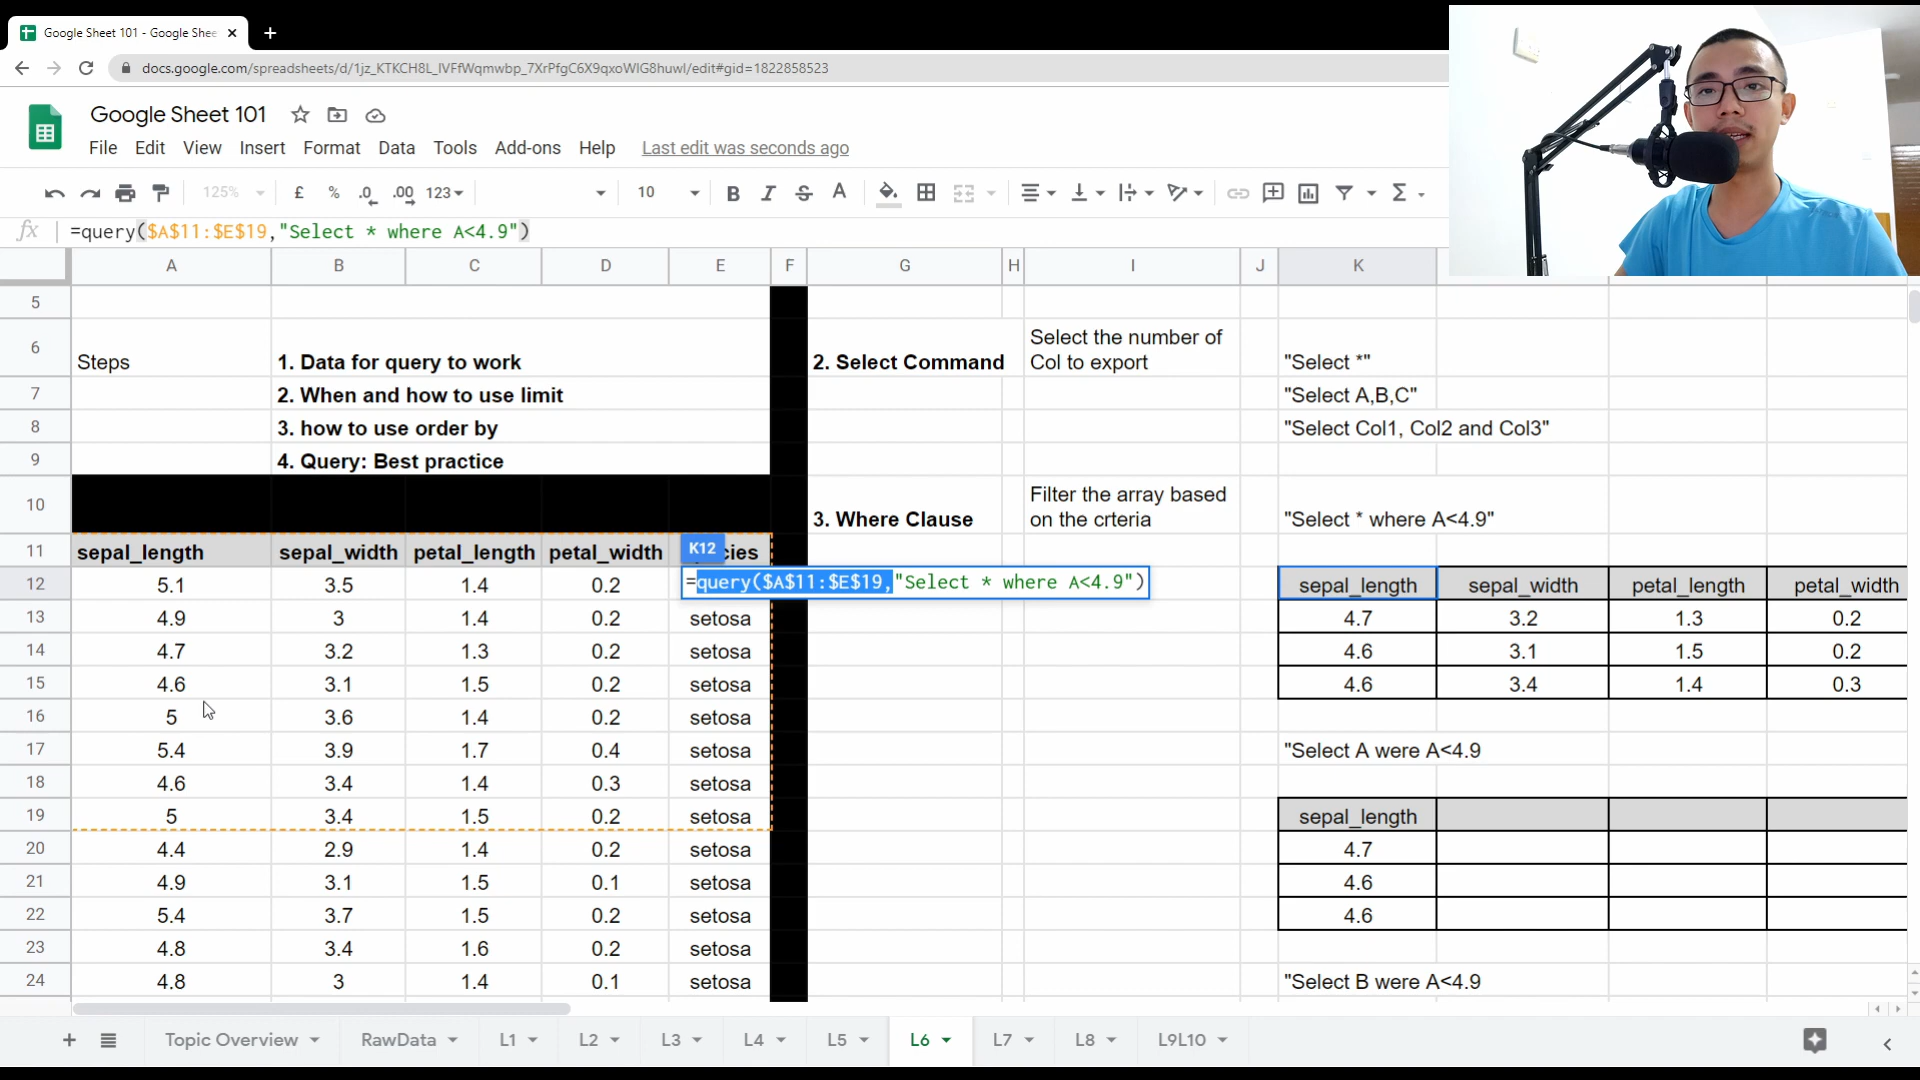 Google Sheet 101 - Google Shee
docs.google.com/spreadsheets/d/1jz_KTKCH8L_IVFfWqmwbp_7XrPfgC6X9qxoWIG8huwI/edit#gid=1822858523
Google Sheet 101
File Edit View Insert Format Data Tools Add-ons Help Last edit was seconds ago
125% £ % .0 .00 123 10 B I S A Σ
fx =query($A$11:$E$19,"Select * where A<4.9")
A B C D E F G H I J K
5
6 Steps 1. Data for query to work 2. Select Command Select the number of
Col to export "Select *"
7 2. When and how to use limit "Select A,B,C"
8 3. how to use order by "Select Col1, Col2 and Col3"
9 4. Query: Best practice
10 3. Where Clause Filter the array based
on the crteria "Select * where A<4.9"
11 sepal_length sepal_width petal_length petal_width K12 cies
12 5.1 3.5 1.4 0.2 =query($A$11:$E$19,"Select * where A<4.9") sepal_length sepal_width petal_length petal_width
13 4.9 3 1.4 0.2 setosa 4.7 3.2 1.3 0.2
14 4.7 3.2 1.3 0.2 setosa 4.6 3.1 1.5 0.2
15 4.6 3.1 1.5 0.2 setosa 4.6 3.4 1.4 0.3
16 5 3.6 1.4 0.2 setosa
17 5.4 3.9 1.7 0.4 setosa "Select A were A<4.9
18 4.6 3.4 1.4 0.3 setosa
19 5 3.4 1.5 0.2 setosa sepal_length
20 4.4 2.9 1.4 0.2 setosa 4.7
21 4.9 3.1 1.5 0.1 setosa 4.6
22 5.4 3.7 1.5 0.2 setosa 4.6
23 4.8 3.4 1.6 0.2 setosa
24 4.8 3 1.4 0.1 setosa "Select B were A<4.9
Topic Overview RawData L1 L2 L3 L4 L5 L6 L7 L8 L9L10